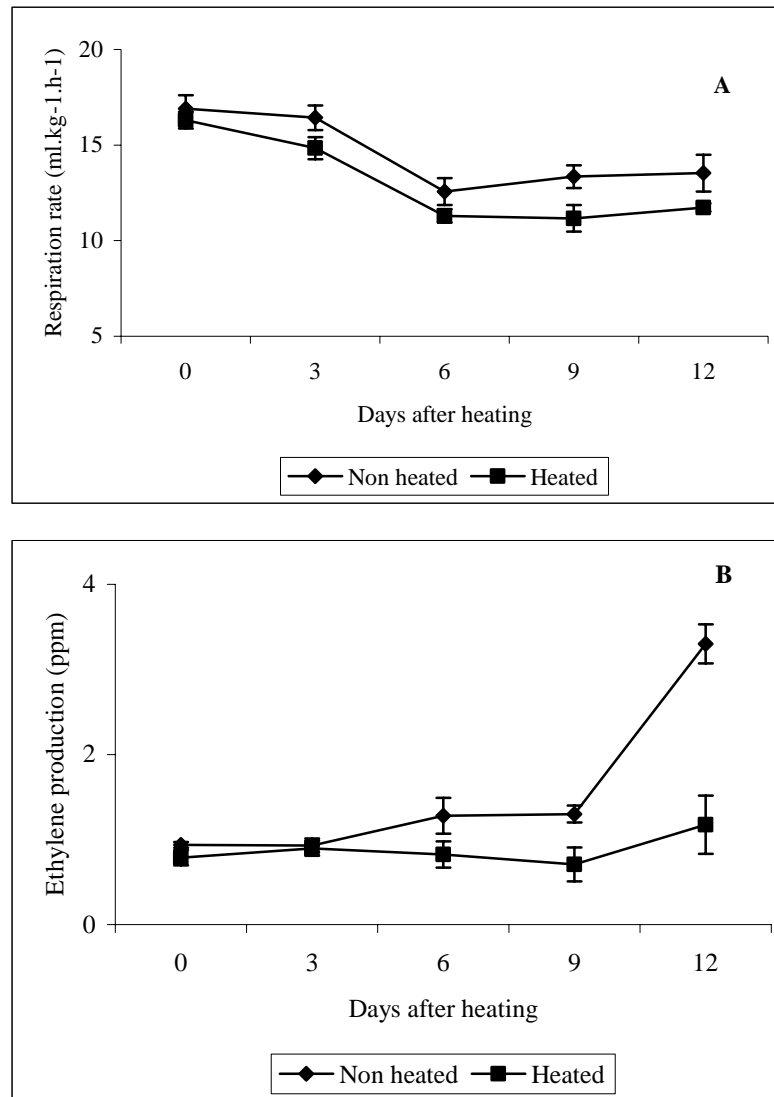 20
A
15
10
5
Respiration rate (ml.kg-1.h-1)
0 3 6 9 12
Days after heating
Non heated Heated
4
B
2
0
Ethylene production (ppm)
0 3 6 9 12
Days after heating
Non heated Heated